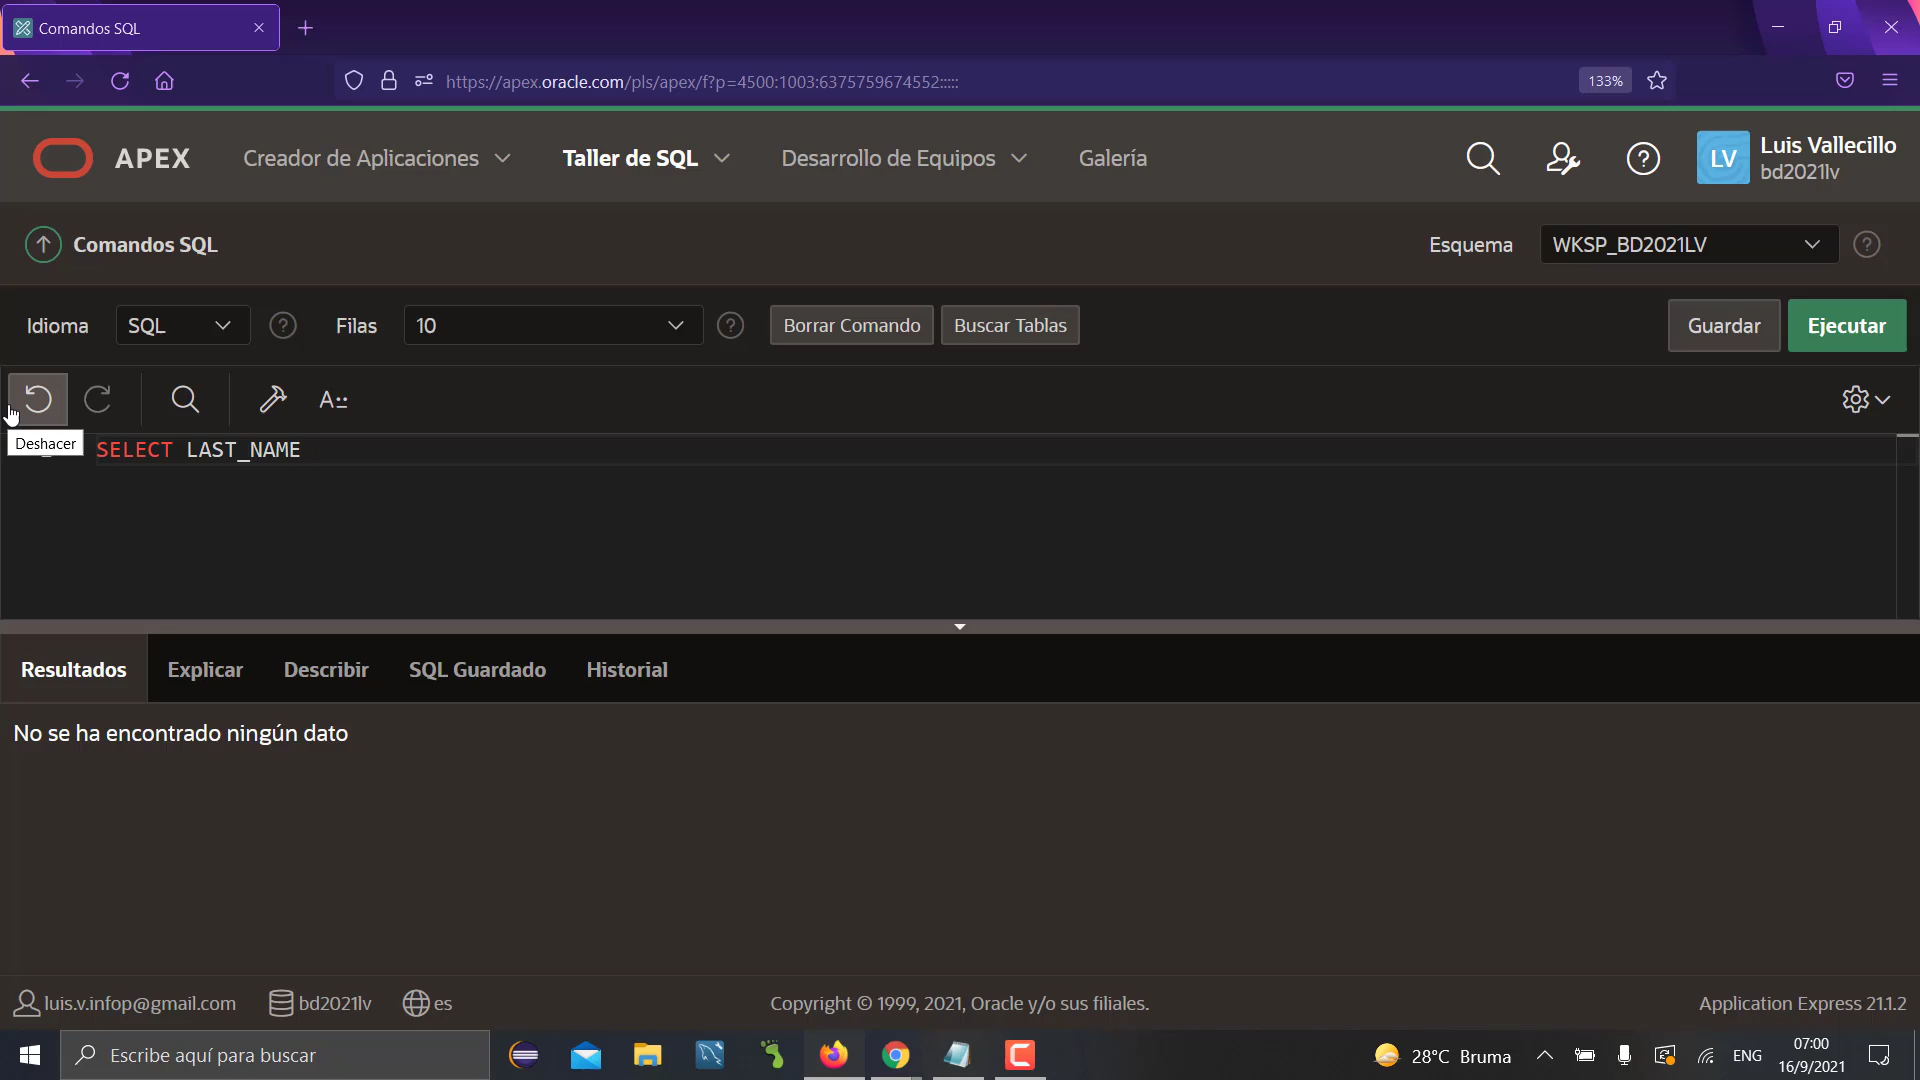 Comandos SQL
https://apex.oracle.com/pls/apex/f?p=4500:1003:6375759674552:::::
133%
APEX
Creador de Aplicaciones
Taller de SQL
Desarrollo de Equipos
Galería
LV
Luis Vallecillo
bd2021lv
Comandos SQL
Esquema
WKSP_BD2021LV
Idioma
SQL
Filas
10
Borrar Comando
Buscar Tablas
Guardar
Ejecutar
A::
Deshacer
SELECT LAST_NAME
Resultados
Explicar
Describir
SQL Guardado
Historial
No se ha encontrado ningún dato
luis.v.infop@gmail.com
bd2021lv
es
Copyright © 1999, 2021, Oracle y/o sus filiales.
Application Express 21.1.2
Escribe aquí para buscar
28°C Bruma
ENG
07:00
16/9/2021